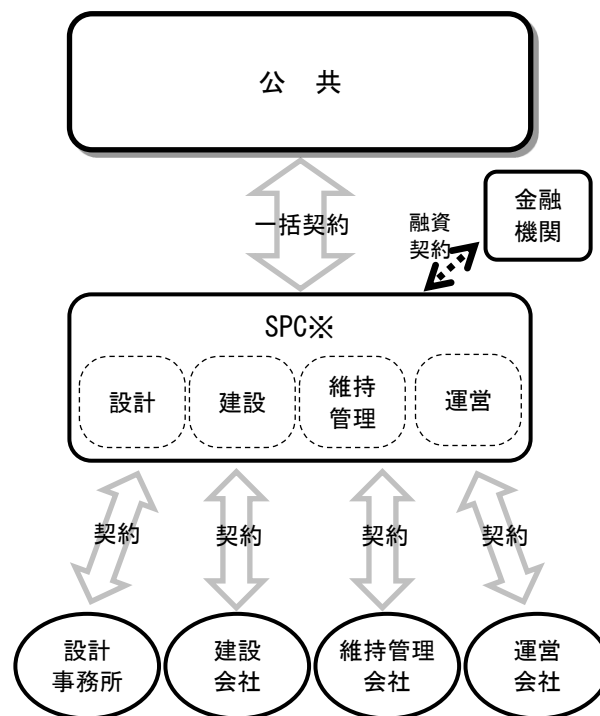 公　共
一括契約
融資
契約
金融
機関
SPC※
設計
建設
維持
管理
運営
契約
契約
契約
契約
設計
事務所
建設
会社
維持管理
会社
運営
会社